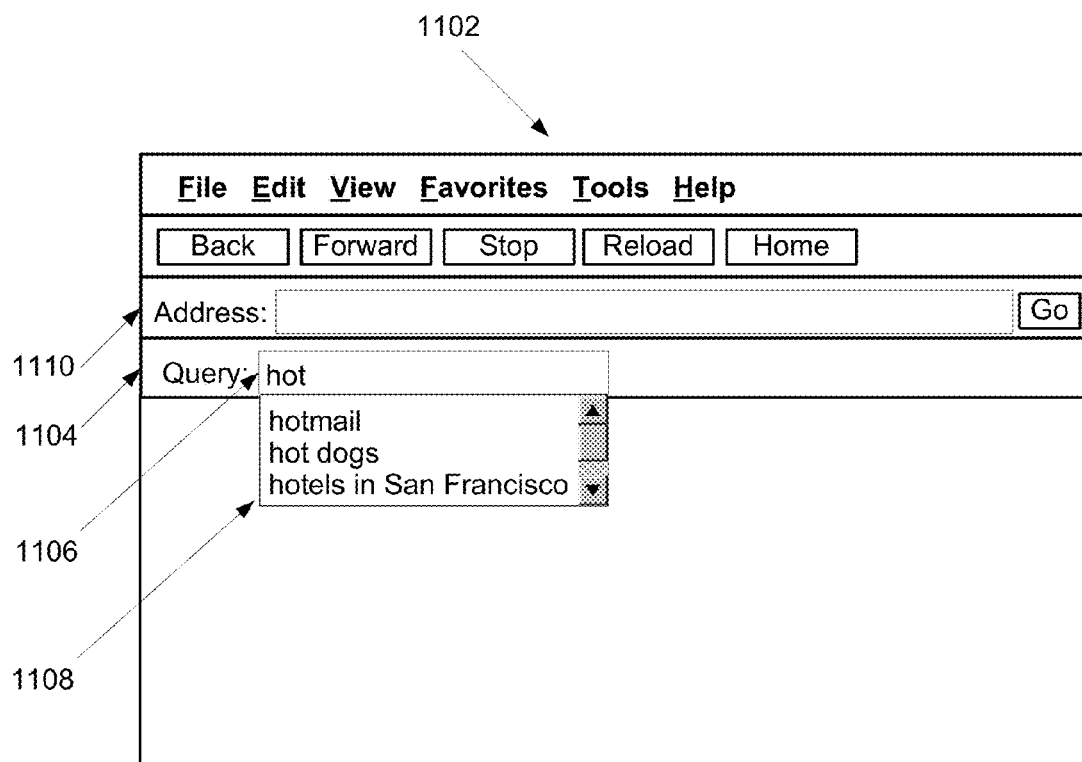 1102
File Edit View Favorites Tools Help
Back Forward Stop Reload Home
Address: Go
1110
Query: hot
1104
hotmail
hot dogs
hotels in San Francisco
1106
1108